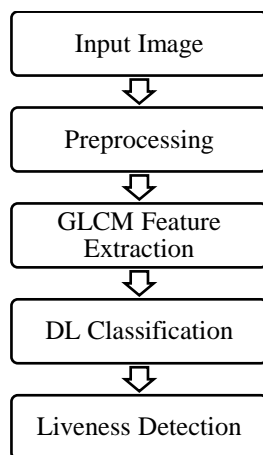 Input Image
Preprocessing
GLCM Feature
Extraction
DL Classification
Liveness Detection